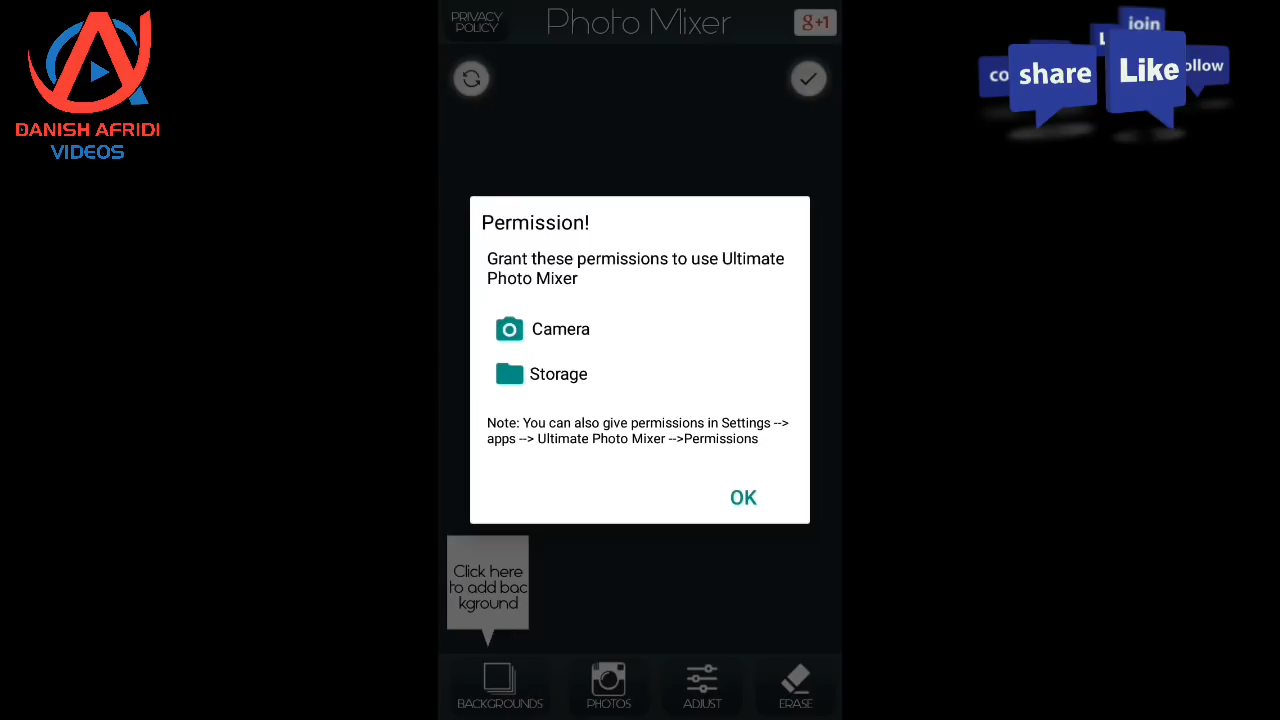 DANISH AFRIDI
VIDEOS
PRIVACY
POLICY
Photo Mixer
g+1
join
share
Like
Permission!
Grant these permissions to use Ultimate
Photo Mixer
Camera
Storage
Note: You can also give permissions in Settings -->
apps --> Ultimate Photo Mixer -->Permissions
OK
Click here
to add bac
kground
BACKGROUNDS
PHOTOS
ADJUST
ERASE